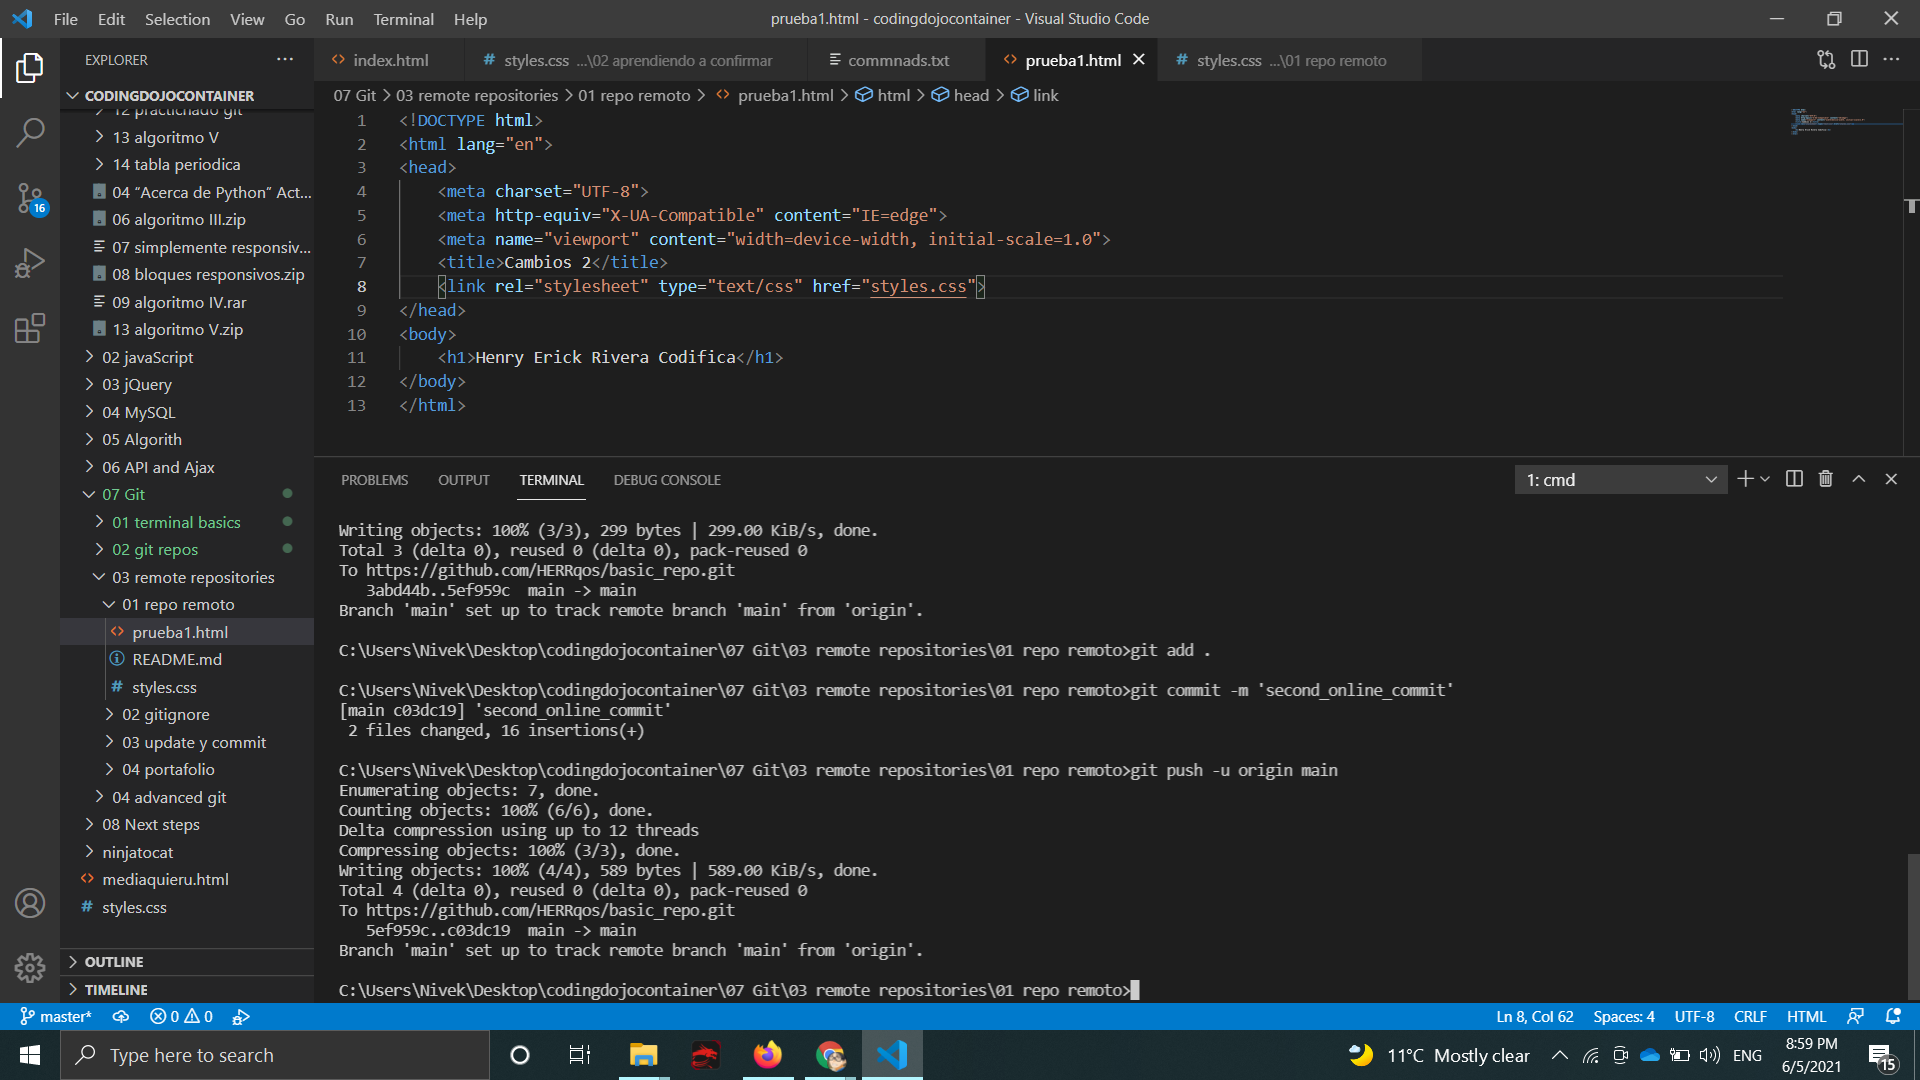 File Edit Selection View Go Run Terminal Help
prueba1.html - codingdojocontainer - Visual Studio Code
EXPLORER
index.html
styles.css ...\02 aprendiendo a confirmar
commnads.txt
prueba1.html
styles.css ...\01 repo remoto
CODINGDOJOCONTAINER
12 practichado git
13 algoritmo V
14 tabla periodica
04 “Acerca de Python” Act...
06 algoritmo III.zip
07 simplemente responsiv...
08 bloques responsivos.zip
09 algoritmo IV.rar
13 algoritmo V.zip
02 javaScript
03 jQuery
04 MySQL
05 Algorith
06 API and Ajax
07 Git
01 terminal basics
02 git repos
03 remote repositories
01 repo remoto
prueba1.html
README.md
styles.css
02 gitignore
03 update y commit
04 portafolio
04 advanced git
08 Next steps
ninjatocat
mediaquieru.html
styles.css
OUTLINE
TIMELINE
16
07 Git > 03 remote repositories > 01 repo remoto > prueba1.html > html > head > link
1 <!DOCTYPE html>
2 <html lang="en">
3 <head>
4 <meta charset="UTF-8">
5 <meta http-equiv="X-UA-Compatible" content="IE=edge">
6 <meta name="viewport" content="width=device-width, initial-scale=1.0">
7 <title>Cambios 2</title>
8 <link rel="stylesheet" type="text/css" href="styles.css">
9 </head>
10 <body>
11 <h1>Henry Erick Rivera Codifica</h1>
12 </body>
13 </html>
PROBLEMS OUTPUT TERMINAL DEBUG CONSOLE
1: cmd
Writing objects: 100% (3/3), 299 bytes | 299.00 KiB/s, done.
Total 3 (delta 0), reused 0 (delta 0), pack-reused 0
To https://github.com/HERRqos/basic_repo.git
3abd44b..5ef959c main -> main
Branch 'main' set up to track remote branch 'main' from 'origin'.
C:\Users\Nivek\Desktop\codingdojocontainer\07 Git\03 remote repositories\01 repo remoto>git add .
C:\Users\Nivek\Desktop\codingdojocontainer\07 Git\03 remote repositories\01 repo remoto>git commit -m 'second_online_commit'
[main c03dc19] 'second_online_commit'
2 files changed, 16 insertions(+)
C:\Users\Nivek\Desktop\codingdojocontainer\07 Git\03 remote repositories\01 repo remoto>git push -u origin main
Enumerating objects: 7, done.
Counting objects: 100% (6/6), done.
Delta compression using up to 12 threads
Compressing objects: 100% (3/3), done.
Writing objects: 100% (4/4), 589 bytes | 589.00 KiB/s, done.
Total 4 (delta 0), reused 0 (delta 0), pack-reused 0
To https://github.com/HERRqos/basic_repo.git
5ef959c..c03dc19 main -> main
Branch 'main' set up to track remote branch 'main' from 'origin'.
C:\Users\Nivek\Desktop\codingdojocontainer\07 Git\03 remote repositories\01 repo remoto>
master* 0 0
Ln 8, Col 62 Spaces: 4 UTF-8 CRLF HTML
Type here to search
11°C Mostly clear
ENG
8:59 PM
6/5/2021
15